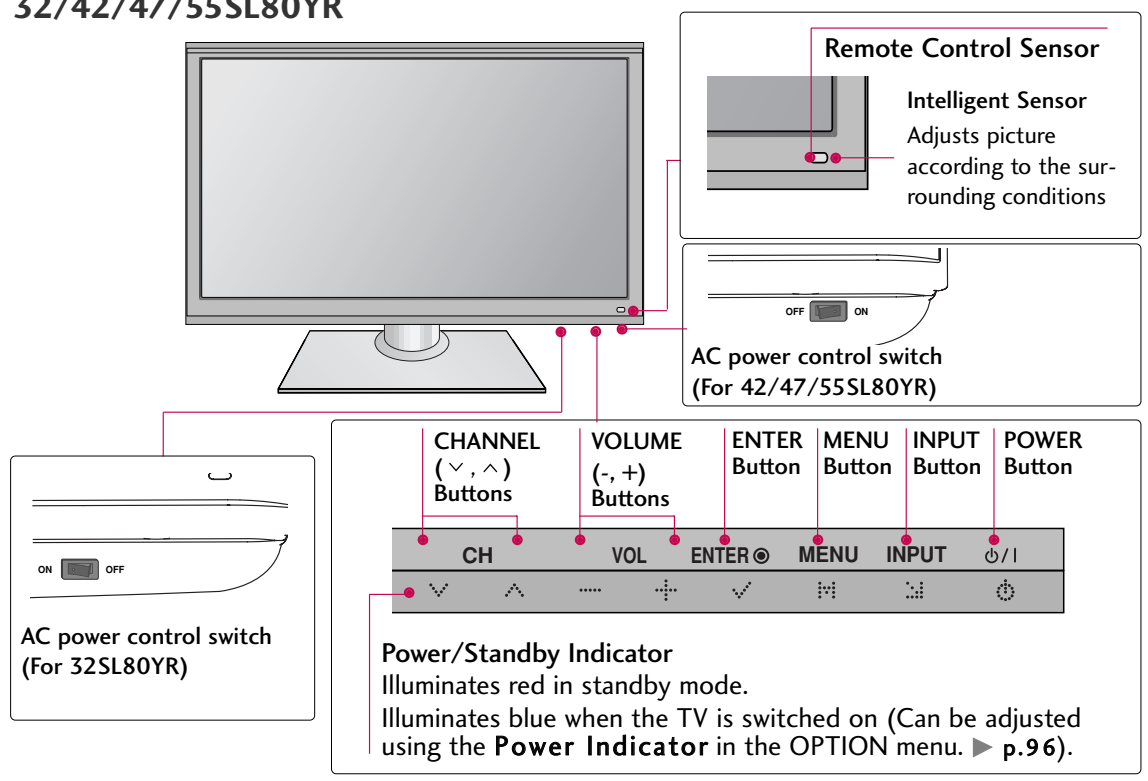 32/42/47/55SL80YR
Remote Control Sensor
Intelligent Sensor
Adjusts picture
according to the sur-
rounding conditions
OFF ON
AC power control switch
(For 42/47/55SL80YR)
ON OFF
AC power control switch
(For 32SL80YR)
CHANNEL
(﹀, ︿)
Buttons
VOLUME
(-, +)
Buttons
ENTER
Button
MENU
Button
INPUT
Button
POWER
Button
CH VOL ENTER MENU INPUT ⏻/I
Power/Standby Indicator
Illuminates red in standby mode.
Illuminates blue when the TV is switched on (Can be adjusted
using the Power Indicator in the OPTION menu. ▶ p.96).